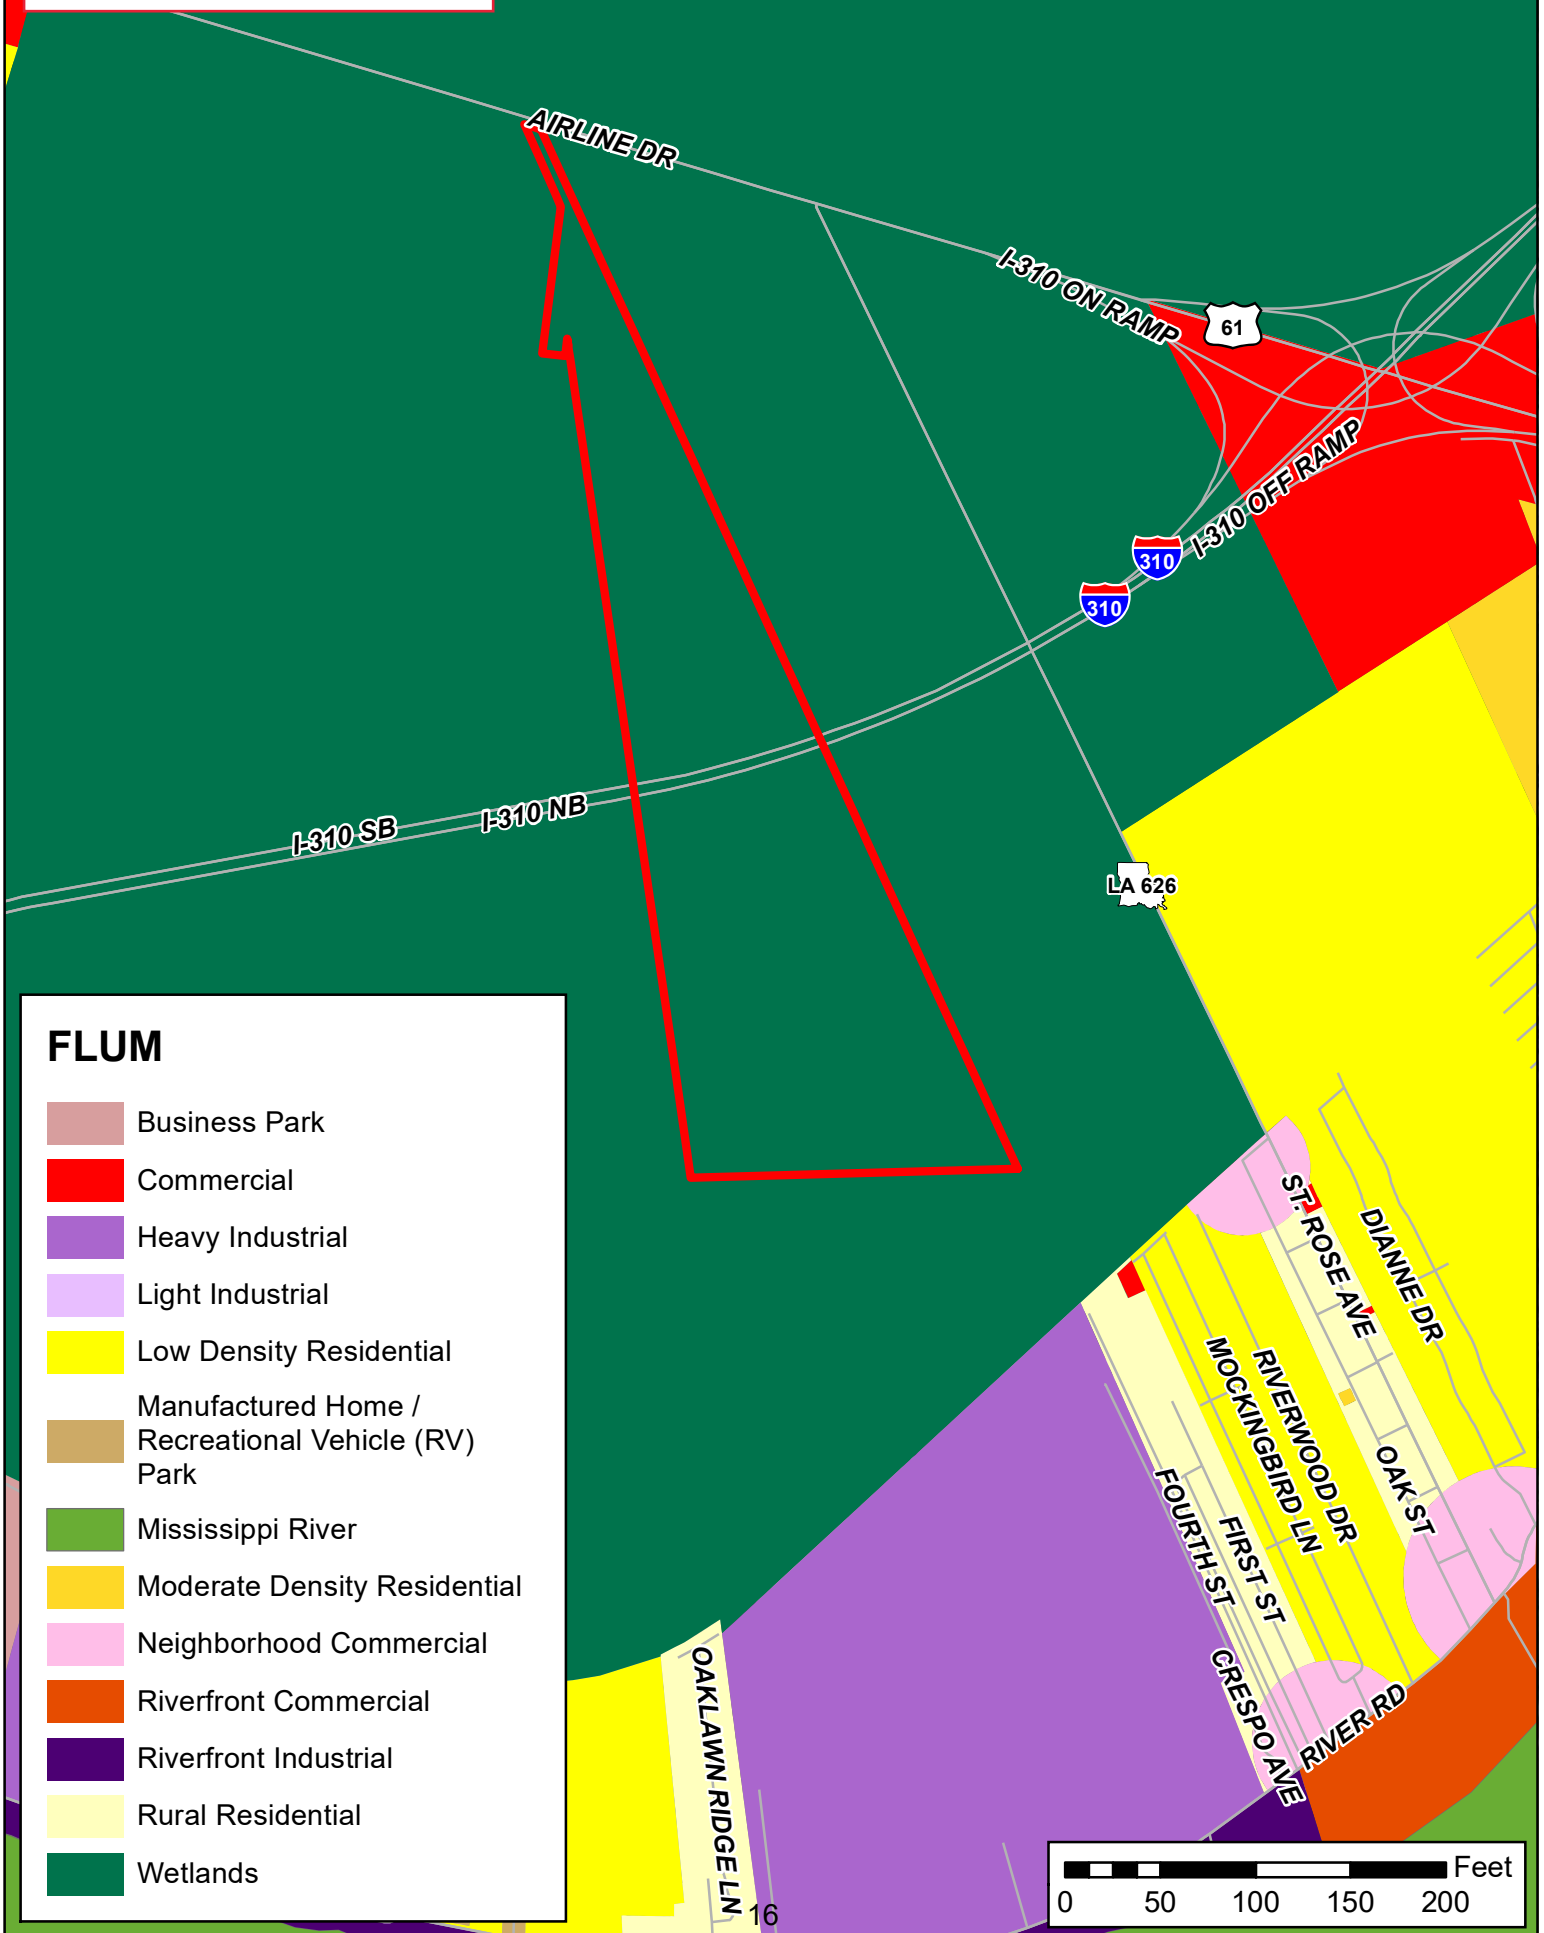 AIRLINE DR
I-310 ON RAMP
61
I-310 OFF RAMP
310
310
I-310 SB
I-310 NB
LA 626
FLUM
Business Park
Commercial
Heavy Industrial
Light Industrial
Low Density Residential
Manufactured Home /
Recreational Vehicle (RV)
Park
Mississippi River
Moderate Density Residential
Neighborhood Commercial
Riverfront Commercial
Riverfront Industrial
Rural Residential
Wetlands
ST. ROSE AVE
DIANNE DR
RIVERWOOD DR
MOCKINGBIRD LN
OAK ST
FIRST ST
FOURTH ST
CRESPO AVE
RIVER RD
OAKLAWN RIDGE LN
Feet
0 50 100 150 200
16